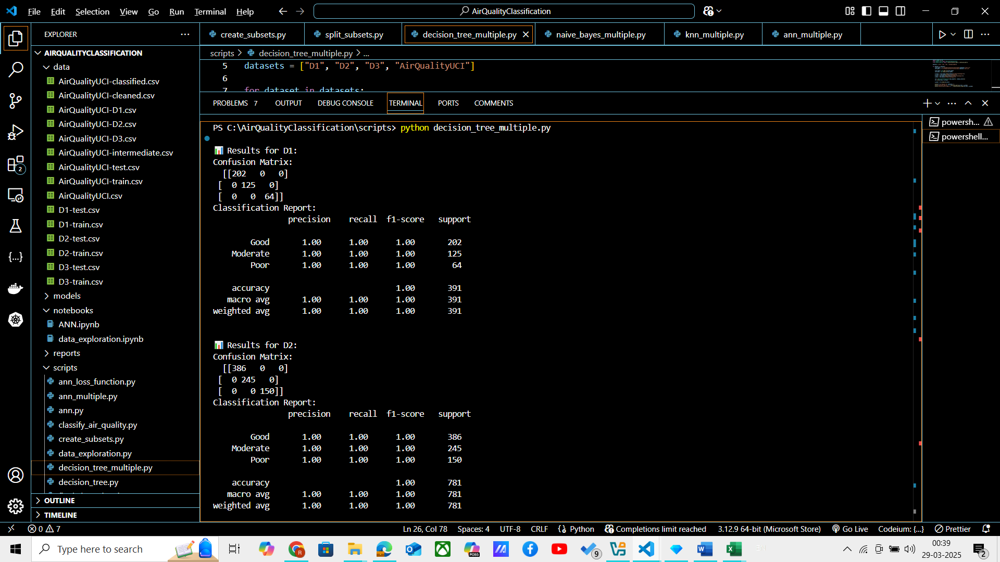 File Edit Selection View Go Run Terminal Help
AirQualityClassification
EXPLORER
create_subsets.py
split_subsets.py
decision_tree_multiple.py
naive_bayes_multiple.py
knn_multiple.py
ann_multiple.py
AIRQUALITYCLASSIFICATION
data
AirQualityUCI-classified.csv
AirQualityUCI-cleaned.csv
AirQualityUCI-D1.csv
AirQualityUCI-D2.csv
AirQualityUCI-D3.csv
AirQualityUCI-intermediate.csv
AirQualityUCI-test.csv
AirQualityUCI-train.csv
AirQualityUCI.csv
D1-test.csv
D1-train.csv
D2-test.csv
D2-train.csv
D3-test.csv
D3-train.csv
models
notebooks
ANN.ipynb
data_exploration.ipynb
reports
scripts
ann_loss_function.py
ann_multiple.py
ann.py
classify_air_quality.py
create_subsets.py
data_exploration.py
decision_tree_multiple.py
decision_tree.py
OUTLINE
TIMELINE
2
scripts > decision_tree_multiple.py > ...
5 datasets = ["D1", "D2", "D3", "AirQualityUCI"]
6
7 for dataset in datasets:
PROBLEMS 7 OUTPUT DEBUG CONSOLE TERMINAL PORTS COMMENTS
powersh...
powershell...
PS C:\AirQualityClassification\scripts> python decision_tree_multiple.py
📊 Results for D1:
Confusion Matrix:
[[202 0 0]
[ 0 125 0]
[ 0 0 64]]
Classification Report:
precision recall f1-score support
Good 1.00 1.00 1.00 202
Moderate 1.00 1.00 1.00 125
Poor 1.00 1.00 1.00 64
accuracy 1.00 391
macro avg 1.00 1.00 1.00 391
weighted avg 1.00 1.00 1.00 391
📊 Results for D2:
Confusion Matrix:
[[386 0 0]
[ 0 245 0]
[ 0 0 150]]
Classification Report:
precision recall f1-score support
Good 1.00 1.00 1.00 386
Moderate 1.00 1.00 1.00 245
Poor 1.00 1.00 1.00 150
accuracy 1.00 781
macro avg 1.00 1.00 1.00 781
weighted avg 1.00 1.00 1.00 781
0 7 Ln 26, Col 78 Spaces: 4 UTF-8 CRLF Python Completions limit reached 3.12.9 64-bit (Microsoft Store) Go Live Codeium: {...} Prettier
Type here to search
M365
9
00:39
29-03-2025
2